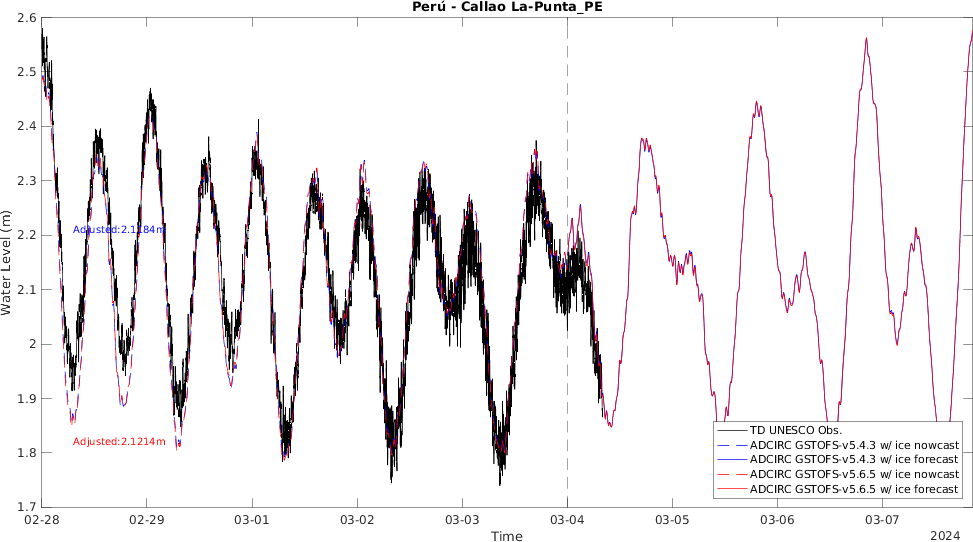 Perú - Callao La-Punta_PE
2.6
2.5
2.4
2.3
2.2
2.1
2
1.9
1.8
1.7
Water Level (m)
Adjusted:2.1184m
Adjusted:2.1214m
TD UNESCO Obs.
ADCIRC GSTOFS-v5.4.3 w/ ice nowcast
ADCIRC GSTOFS-v5.4.3 w/ ice forecast
ADCIRC GSTOFS-v5.6.5 w/ ice nowcast
ADCIRC GSTOFS-v5.6.5 w/ ice forecast
02-28 02-29 03-01 03-02 03-03 03-04 03-05 03-06 03-07
Time
2024